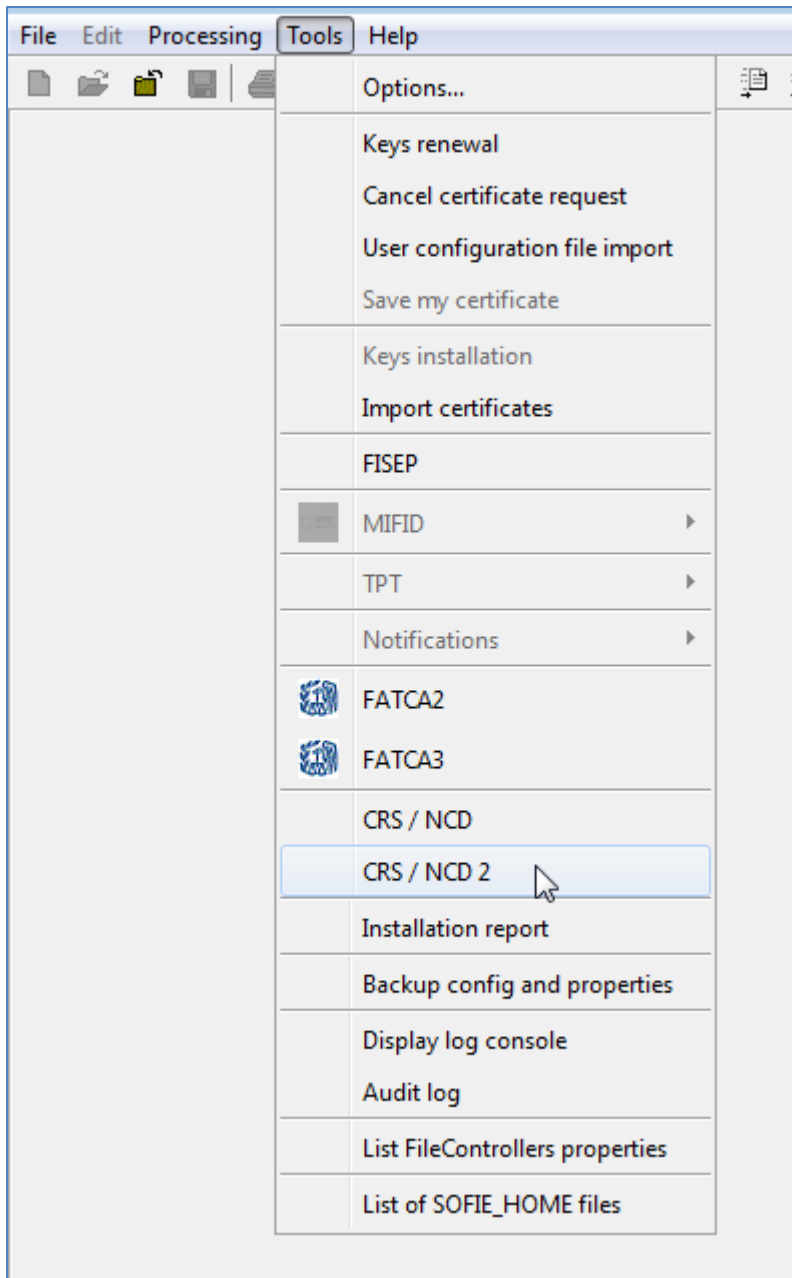 File Edit Processing Tools Help
Options...
Keys renewal
Cancel certificate request
User configuration file import
Save my certificate
Keys installation
Import certificates
FISEP
MIFID
TPT
Notifications
FATCA2
FATCA3
CRS / NCD
CRS / NCD 2
Installation report
Backup config and properties
Display log console
Audit log
List FileControllers properties
List of SOFIE_HOME files